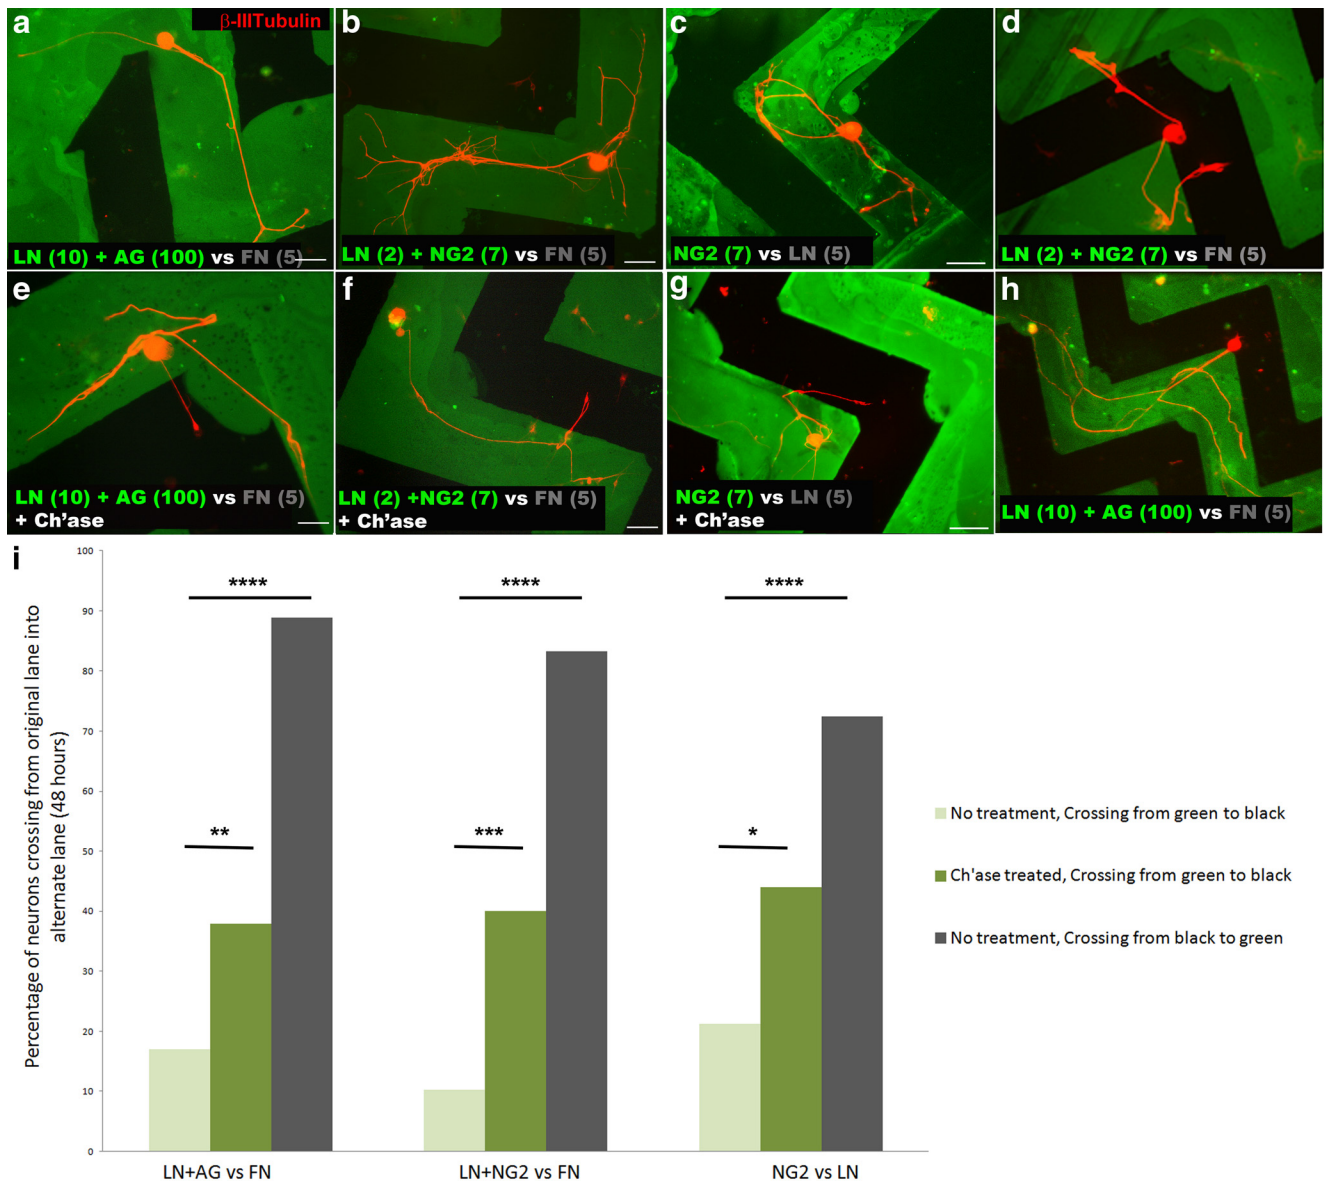 a
β-IIITubulin
b
c
d
LN (10) + AG (100) vs FN (5)
LN (2) + NG2 (7) vs FN (5)
NG2 (7) vs LN (5)
LN (2) + NG2 (7) vs FN (5)
e
f
g
h
LN (10) + AG (100) vs FN (5)
+ Ch'ase
LN (2) +NG2 (7) vs FN (5)
+ Ch'ase
NG2 (7) vs LN (5)
+ Ch'ase
LN (10) + AG (100) vs FN (5)
i
Percentage of neurons crossing from original lane into
alternate lane (48 hours)
100
90
80
70
60
50
40
30
20
10
0
****
****
****
**
***
*
LN+AG vs FN
LN+NG2 vs FN
NG2 vs LN
No treatment, Crossing from green to black
Ch'ase treated, Crossing from green to black
No treatment, Crossing from black to green